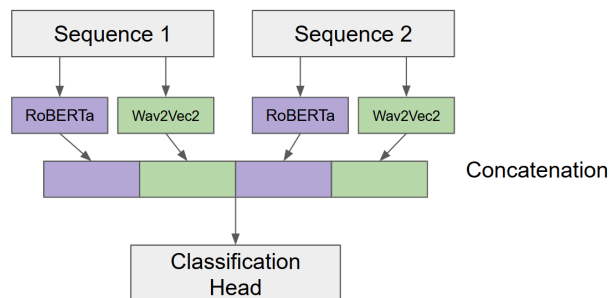 Sequence 1
Sequence 2
RoBERTa
Wav2Vec2
RoBERTa
Wav2Vec2
Concatenation
Classification
Head